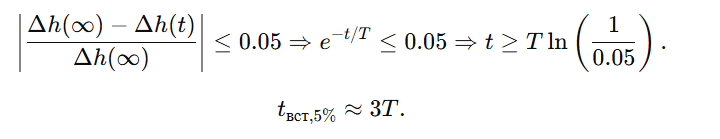 |Δh(∞) − Δh(t) / Δh(∞)| ≤ 0.05 ⇒ e^{−t/T} ≤ 0.05 ⇒ t ≥ T ln(1/0.05).
t_{вст,5%} ≈ 3T.